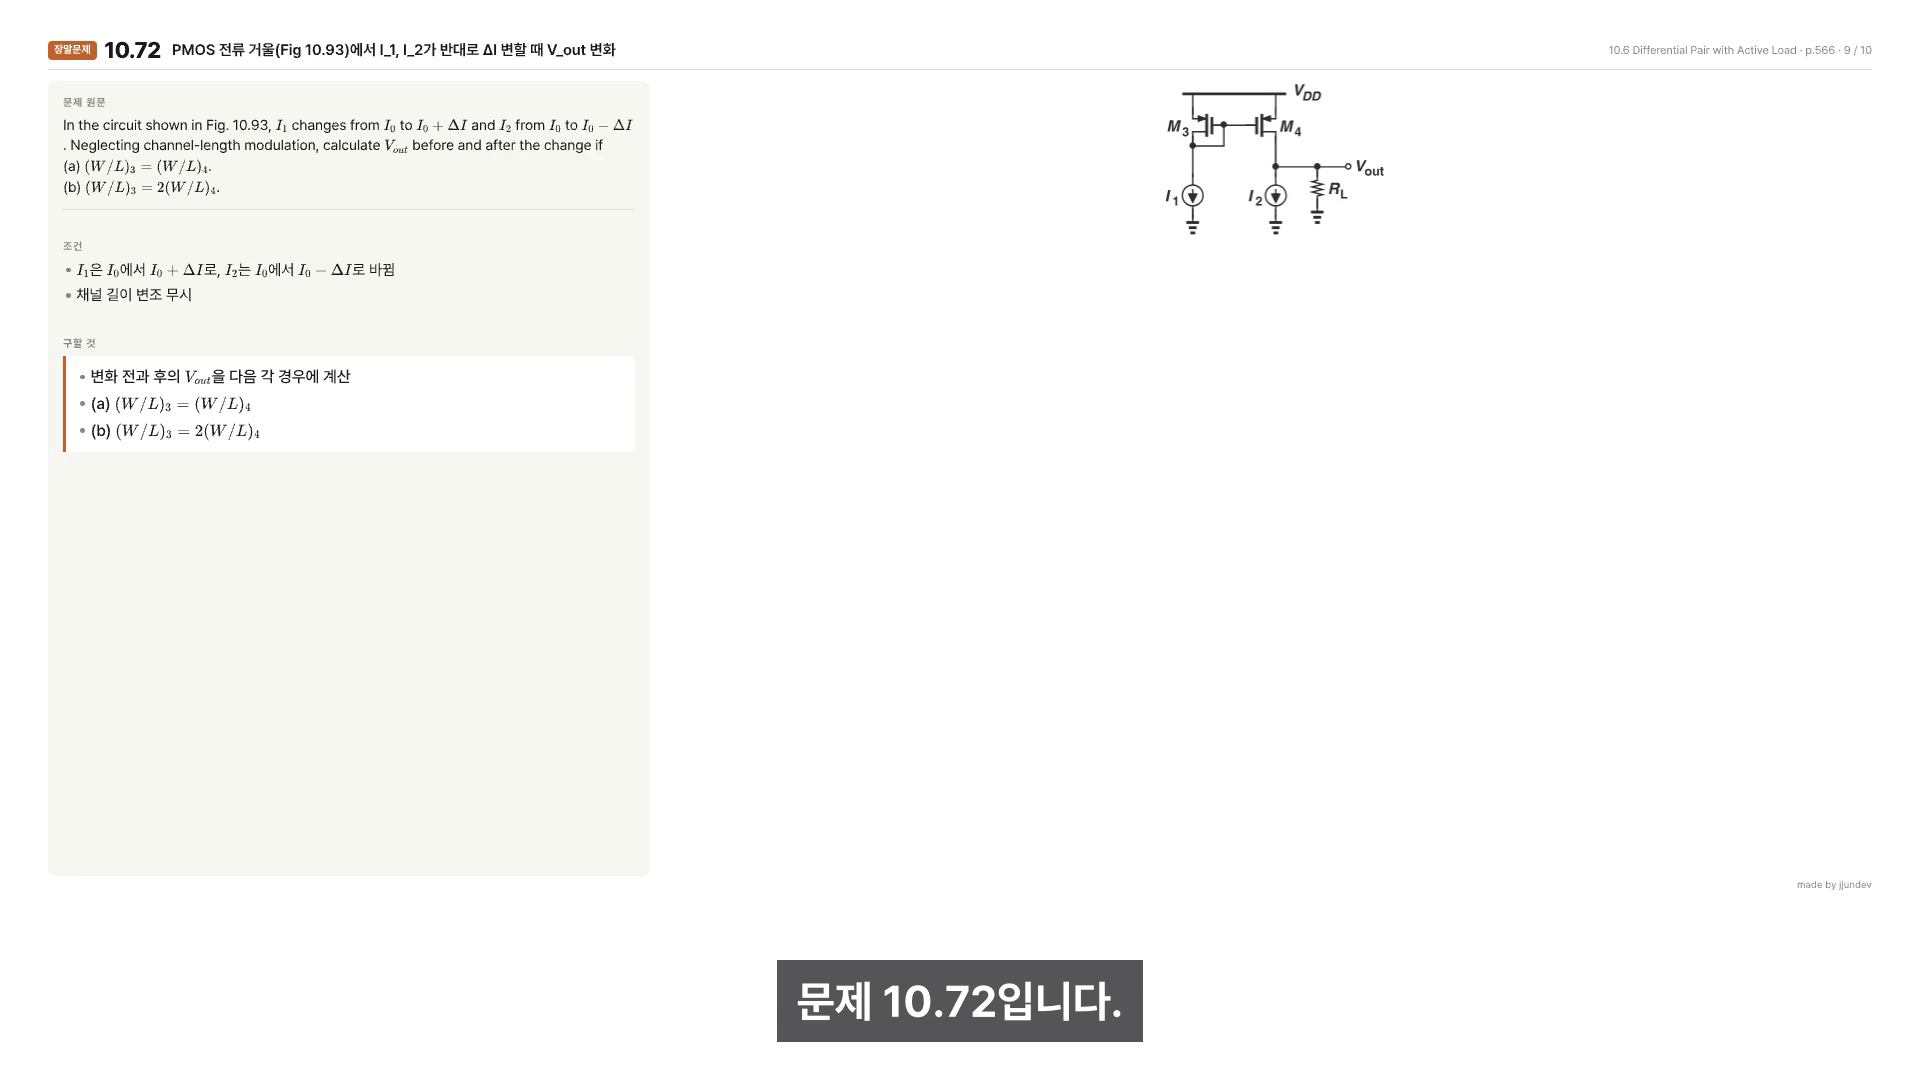 장말문제 10.72 PMOS 전류 거울(Fig 10.93)에서 I_1, I_2가 반대로 ΔI 변할 때 V_out 변화
10.6 Differential Pair with Active Load · p.566 · 9 / 10
문제 원문
In the circuit shown in Fig. 10.93, I₁ changes from I₀ to I₀ + ΔI and I₂ from I₀ to I₀ − ΔI
. Neglecting channel-length modulation, calculate V_out before and after the change if
(a) (W/L)₃ = (W/L)₄.
(b) (W/L)₃ = 2(W/L)₄.
조건
• I₁은 I₀에서 I₀ + ΔI로, I₂는 I₀에서 I₀ − ΔI로 바뀜
• 채널 길이 변조 무시
구할 것
• 변화 전과 후의 V_out을 다음 각 경우에 계산
• (a) (W/L)₃ = (W/L)₄
• (b) (W/L)₃ = 2(W/L)₄
V_DD
M₃
M₄
V_out
I₁
I₂
R_L
made by jjundev
문제 10.72입니다.